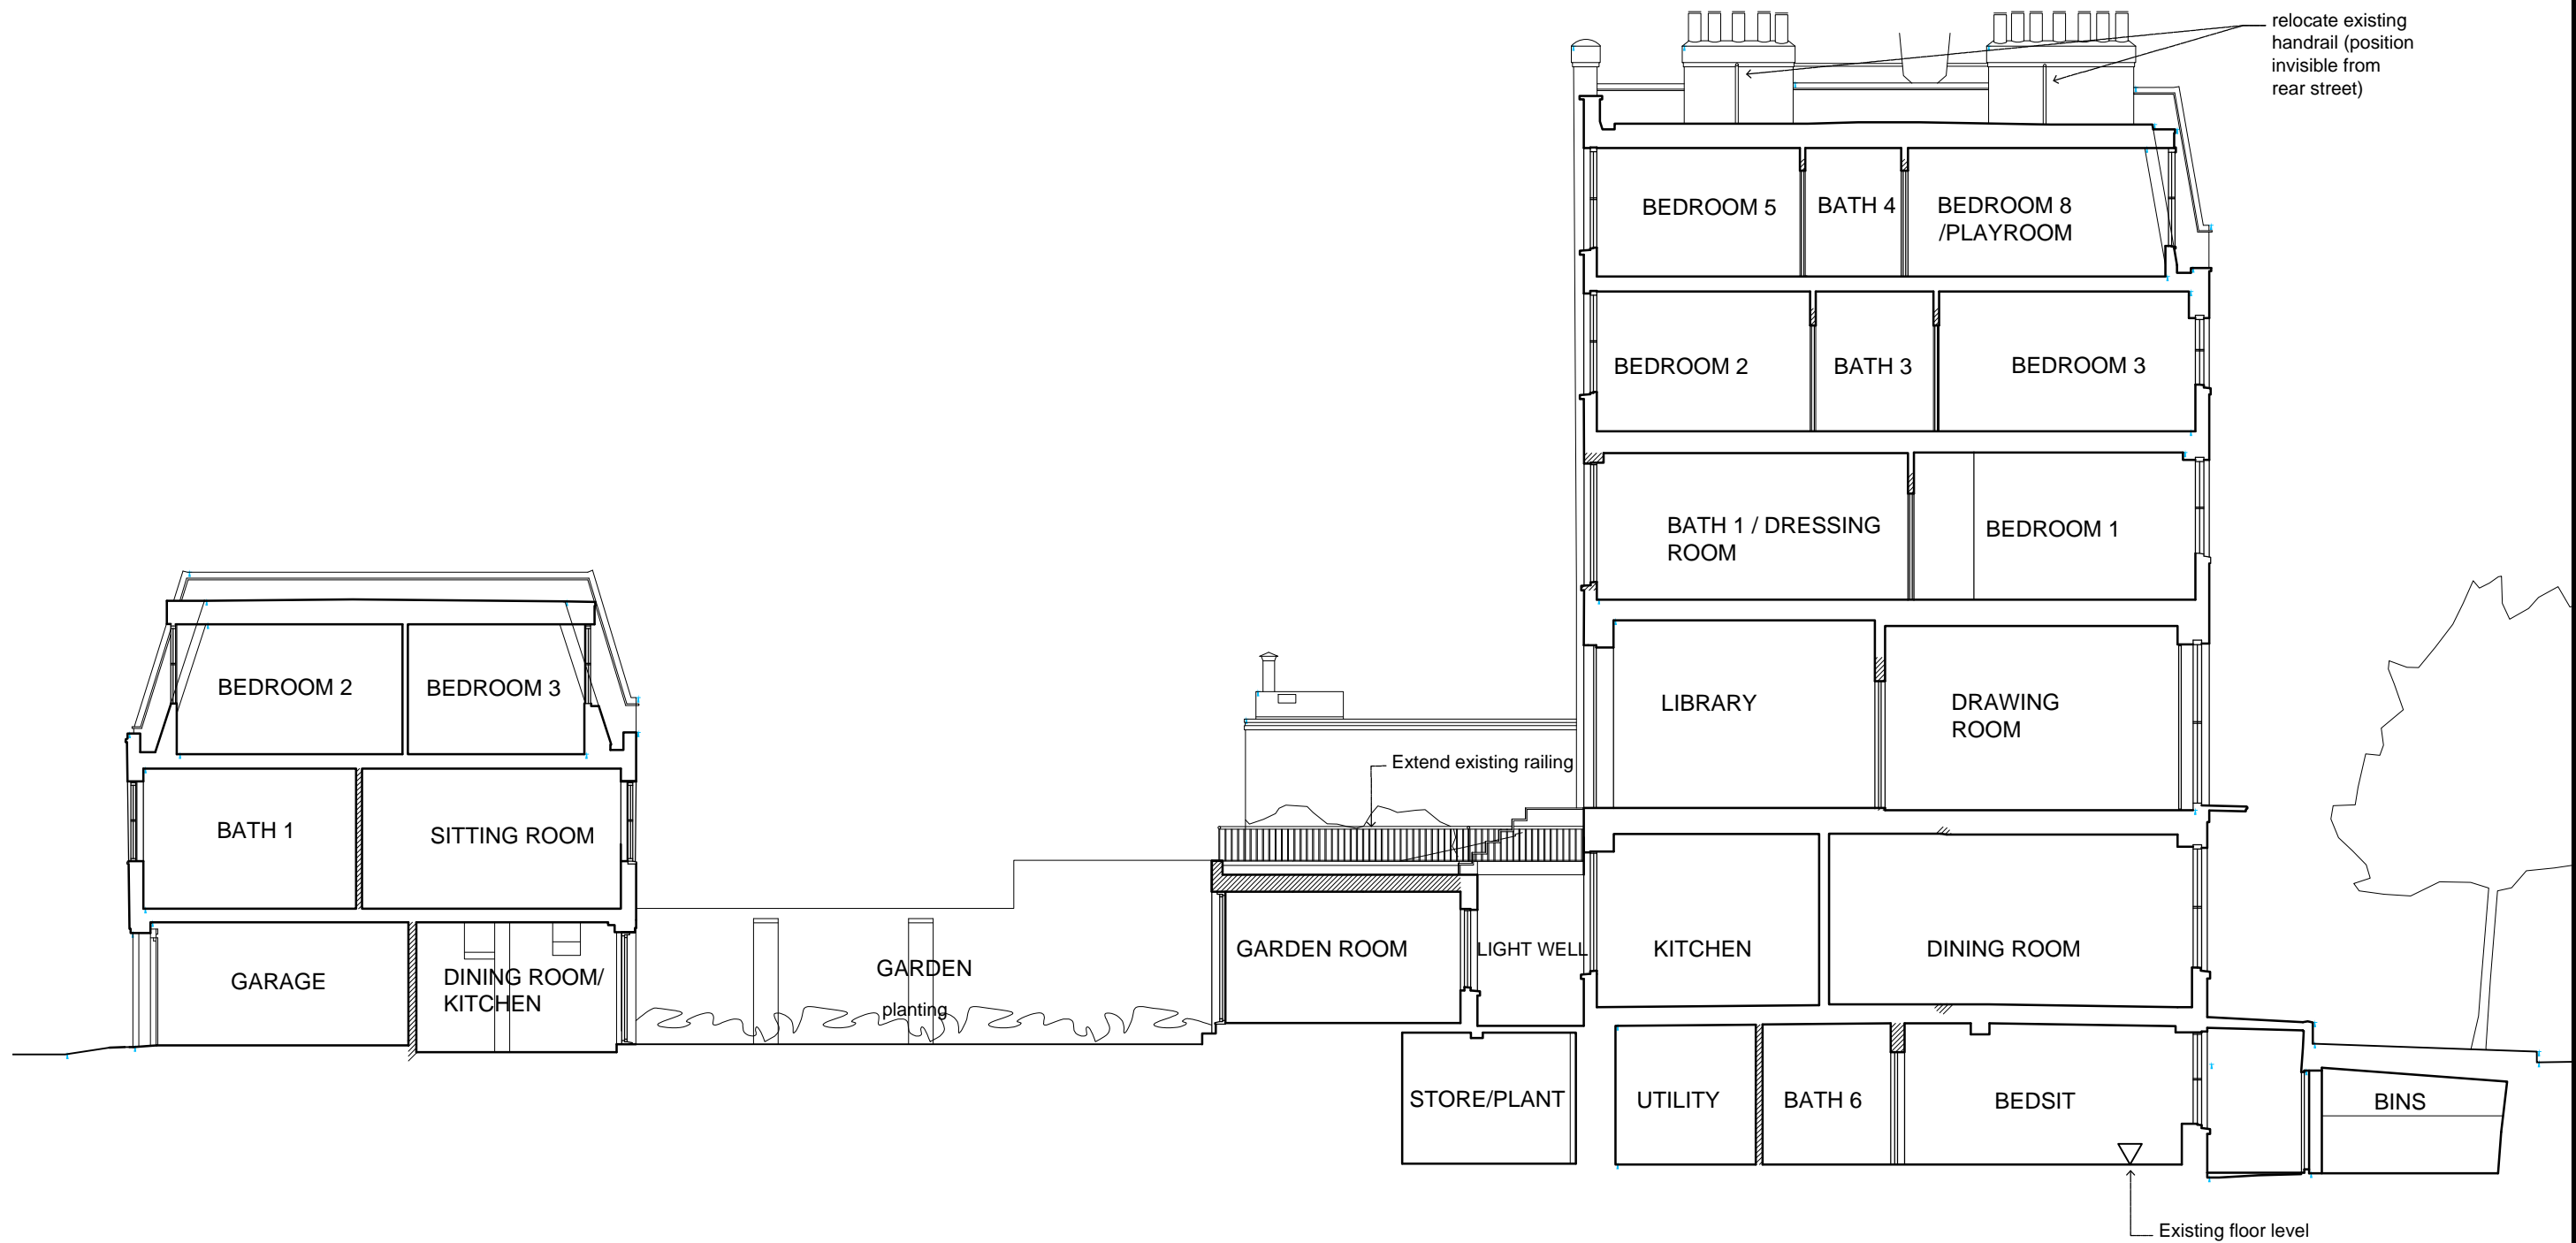 relocate existing
handrail (position
invisible from
rear street)
BEDROOM 5
BATH 4
BEDROOM 8
/PLAYROOM
BEDROOM 2
BATH 3
BEDROOM 3
BATH 1 / DRESSING
ROOM
BEDROOM 1
BEDROOM 2
BEDROOM 3
LIBRARY
DRAWING
ROOM
Extend existing railing
BATH 1
SITTING ROOM
GARAGE
DINING ROOM/
KITCHEN
GARDEN
planting
GARDEN ROOM
LIGHT WELL
KITCHEN
DINING ROOM
STORE/PLANT
UTILITY
BATH 6
BEDSIT
BINS
Existing floor level